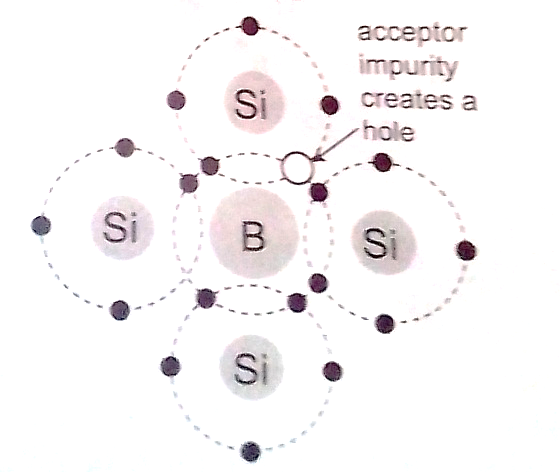 acceptor
impurity
Si
creates a
hole
Si
B
Si
Si